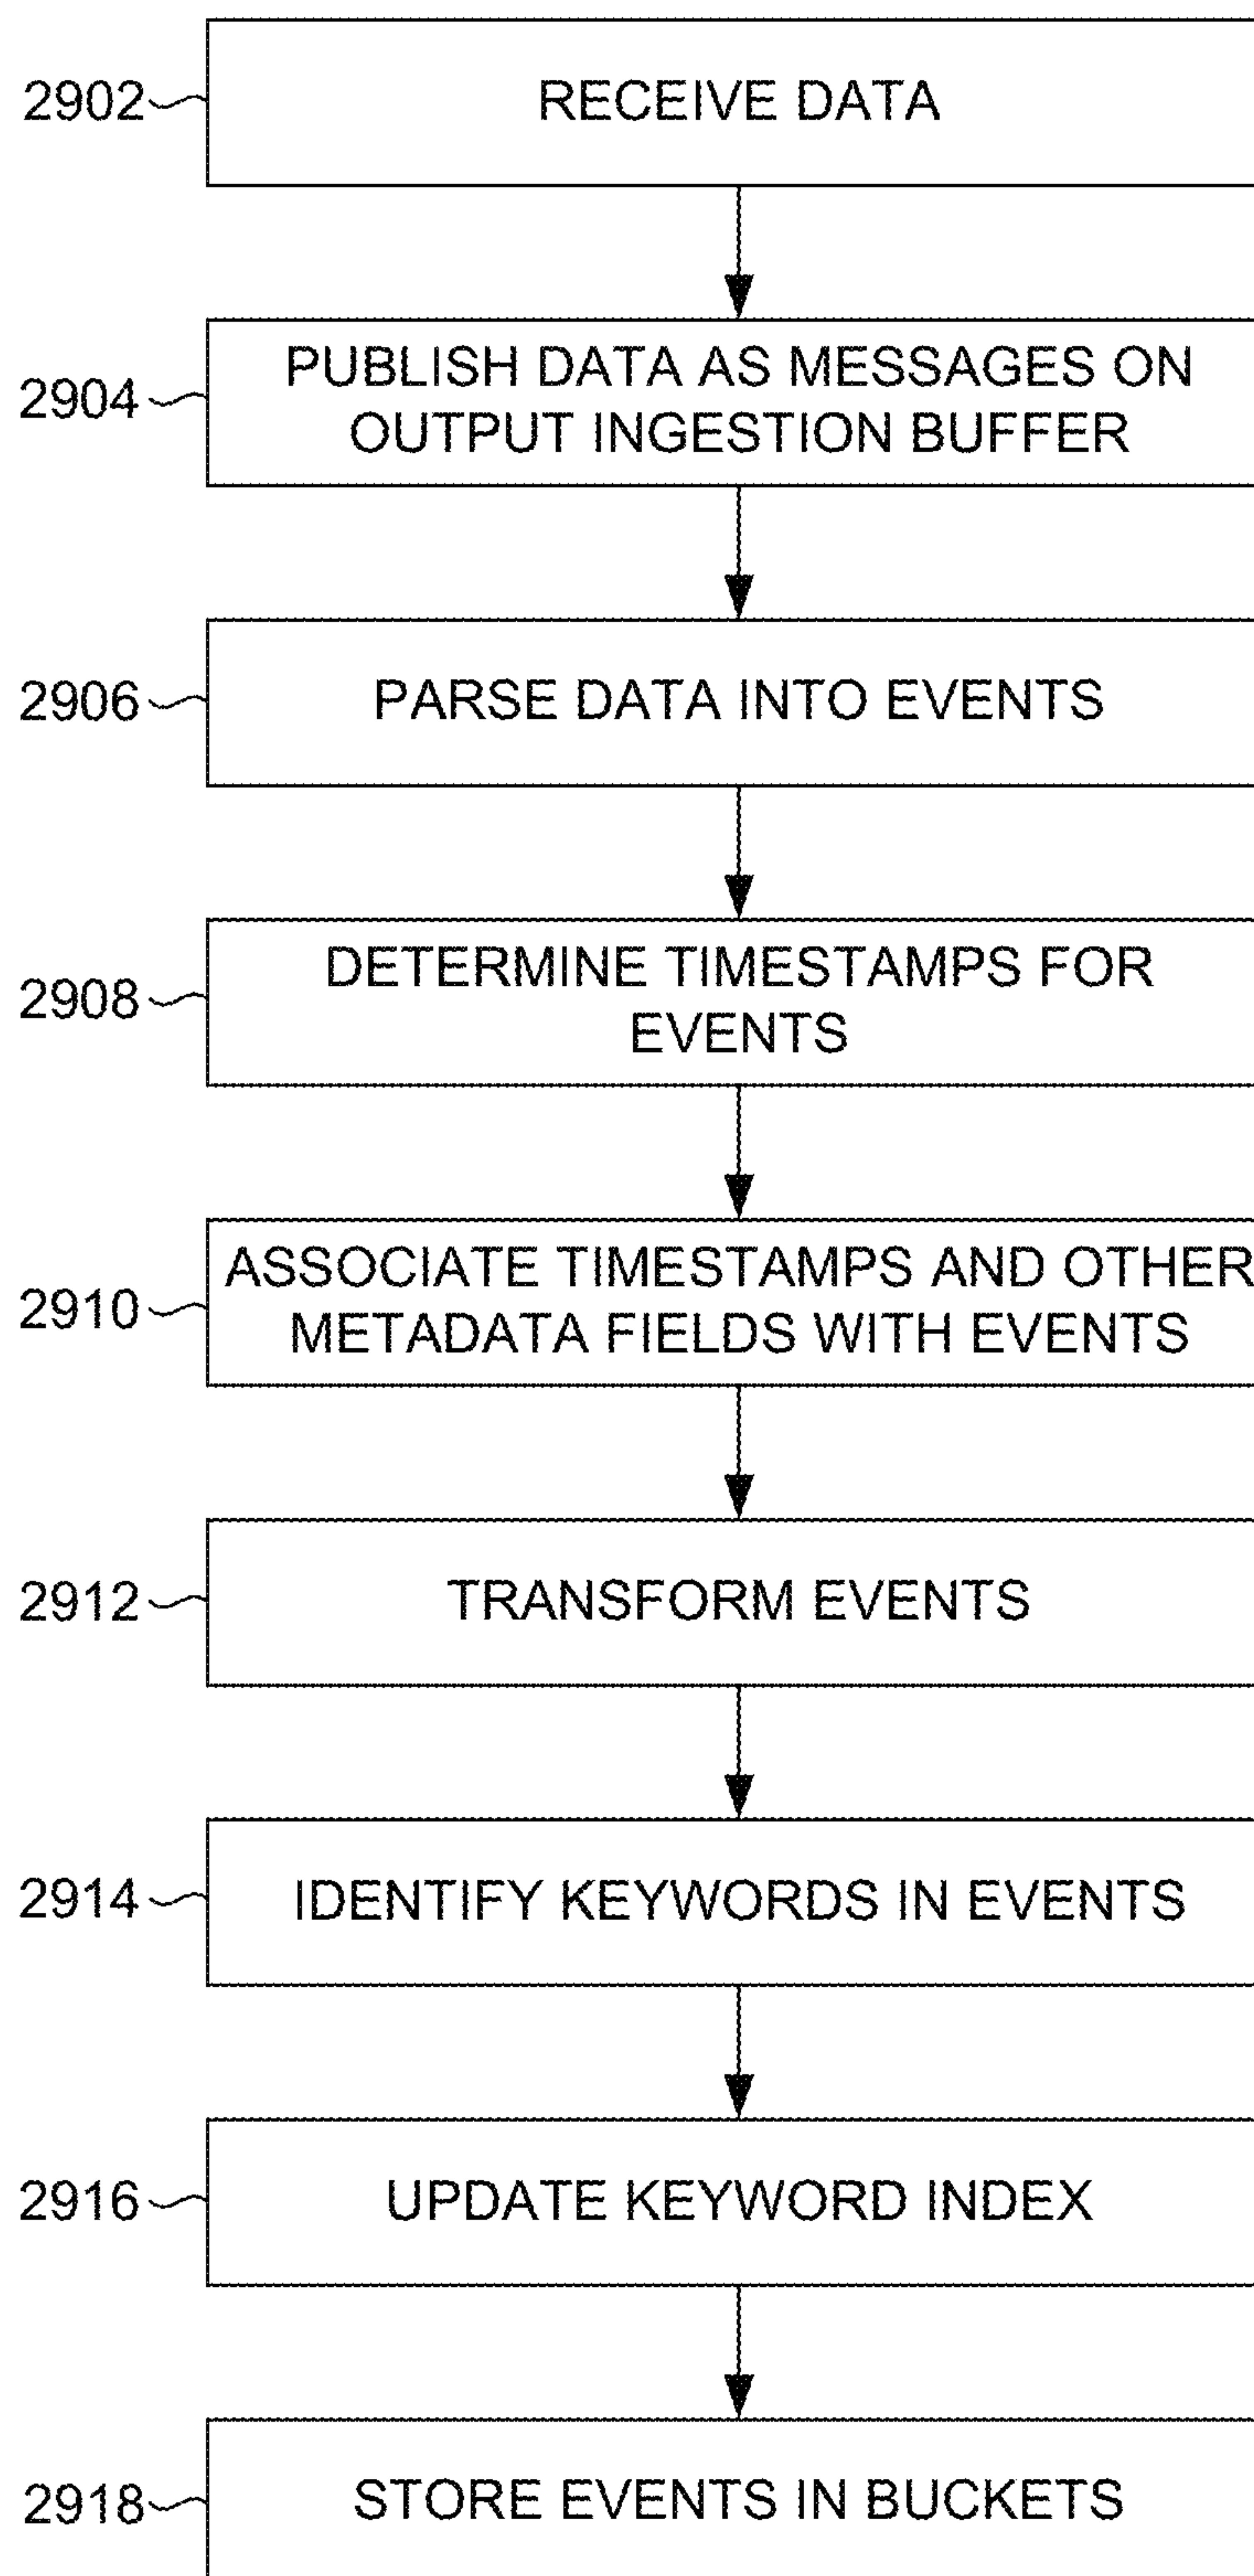 2902
RECEIVE DATA
2904
PUBLISH DATA AS MESSAGES ON
OUTPUT INGESTION BUFFER
2906
PARSE DATA INTO EVENTS
2908
DETERMINE TIMESTAMPS FOR
EVENTS
2910
ASSOCIATE TIMESTAMPS AND OTHER
METADATA FIELDS WITH EVENTS
2912
TRANSFORM EVENTS
2914
IDENTIFY KEYWORDS IN EVENTS
2916
UPDATE KEYWORD INDEX
2918
STORE EVENTS IN BUCKETS